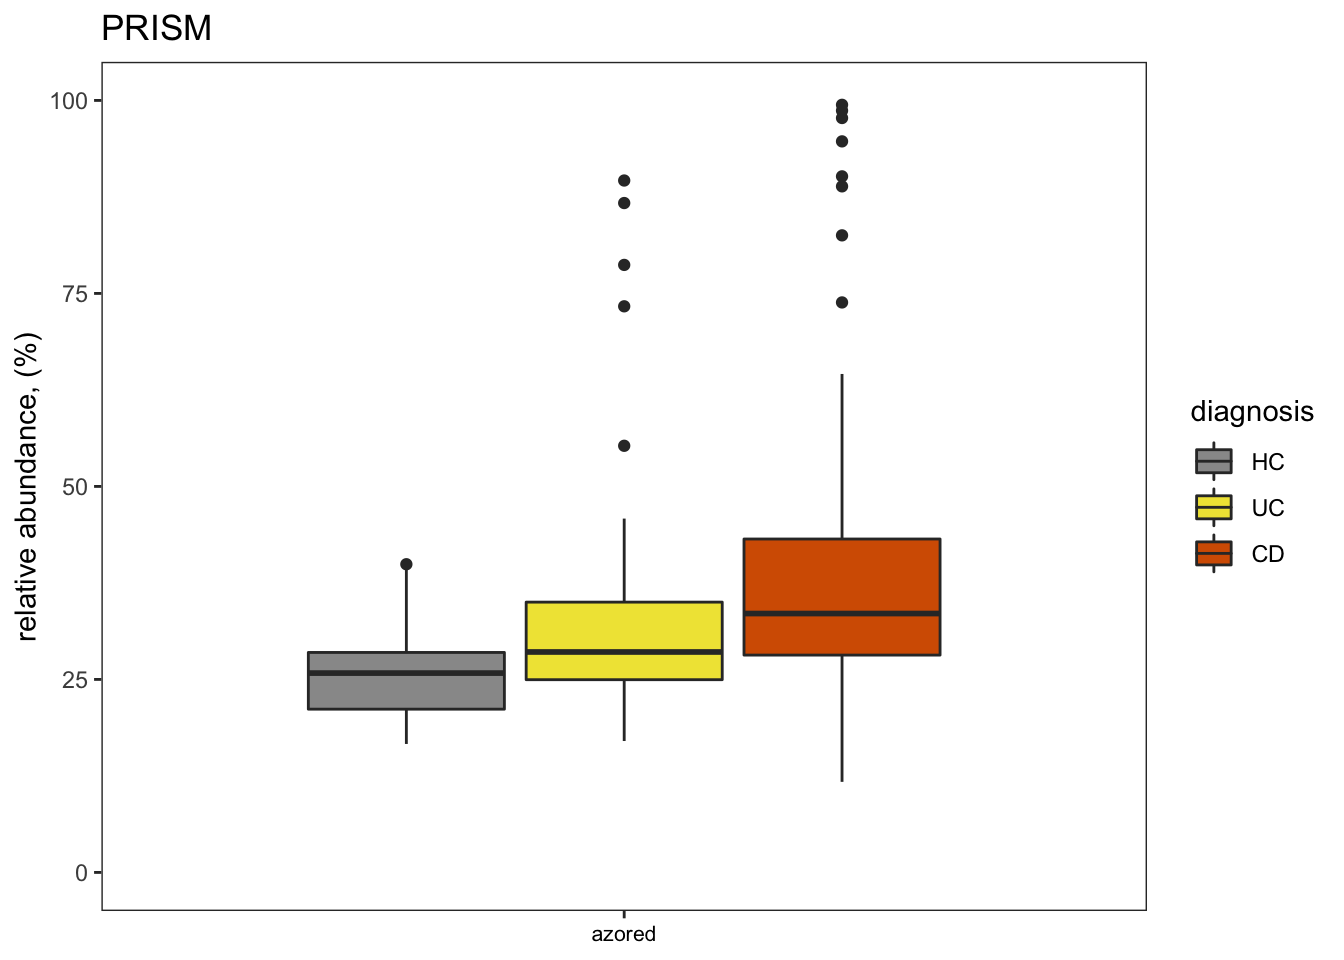 PRISM
relative abundance, (%)
100
75
50
25
0
azored
diagnosis
HC
UC
CD